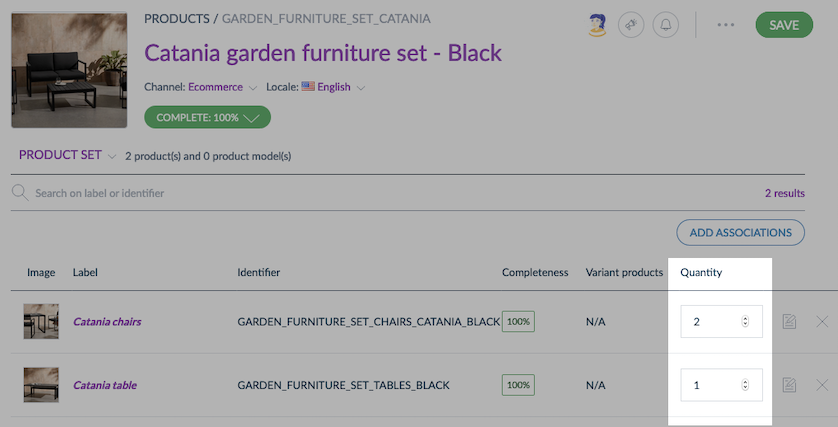 PRODUCTS / GARDEN_FURNITURE_SET_CATANIA
SAVE
Catania garden furniture set - Black
Channel: Ecommerce Locale: English
COMPLETE: 100%
PRODUCT SET 2 product(s) and 0 product model(s)
Search on label or identifier 2 results
ADD ASSOCIATIONS
Image Label Identifier Completeness Variant products Quantity
Catania chairs GARDEN_FURNITURE_SET_CHAIRS_CATANIA_BLACK 100% N/A 2
Catania table GARDEN_FURNITURE_SET_TABLES_BLACK 100% N/A 1